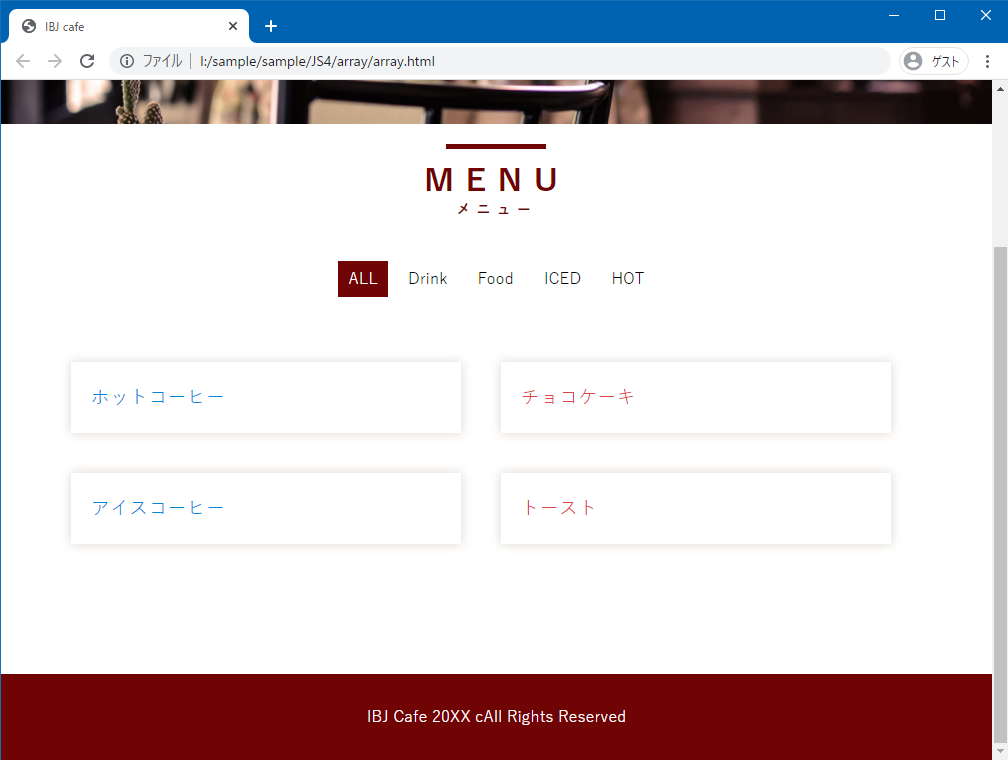 IBJ cafe
ファイル | I:/sample/sample/JS4/array/array.html
ゲスト
MENU
メニュー
ALL Drink Food ICED HOT
ホットコーヒー
チョコケーキ
アイスコーヒー
トースト
IBJ Cafe 20XX cAll Rights Reserved